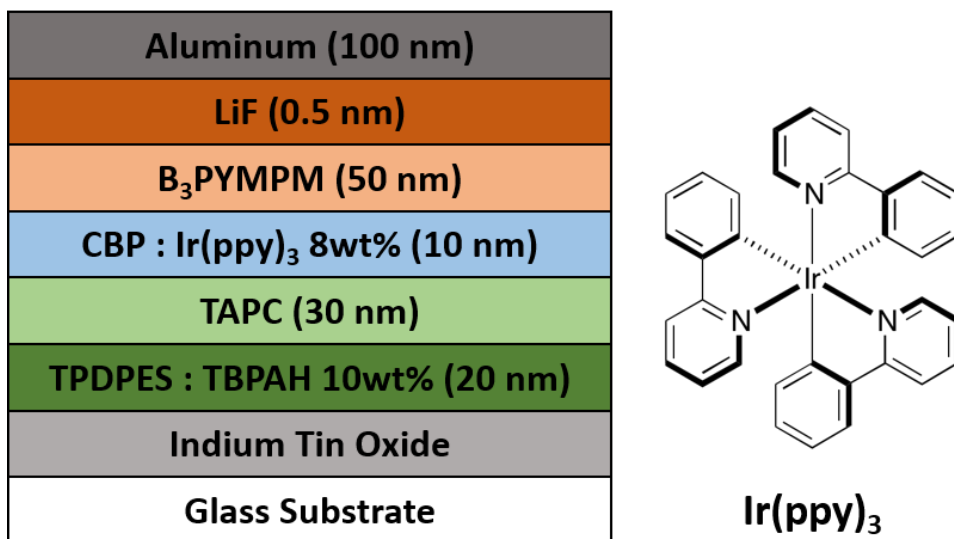 Aluminum (100 nm)
LiF (0.5 nm)
B₃PYMPM (50 nm)
CBP : Ir(ppy)₃ 8wt% (10 nm)
TAPC (30 nm)
TPDPES : TBPAH 10wt% (20 nm)
Indium Tin Oxide
Glass Substrate
N
Ir
N
N
Ir(ppy)₃